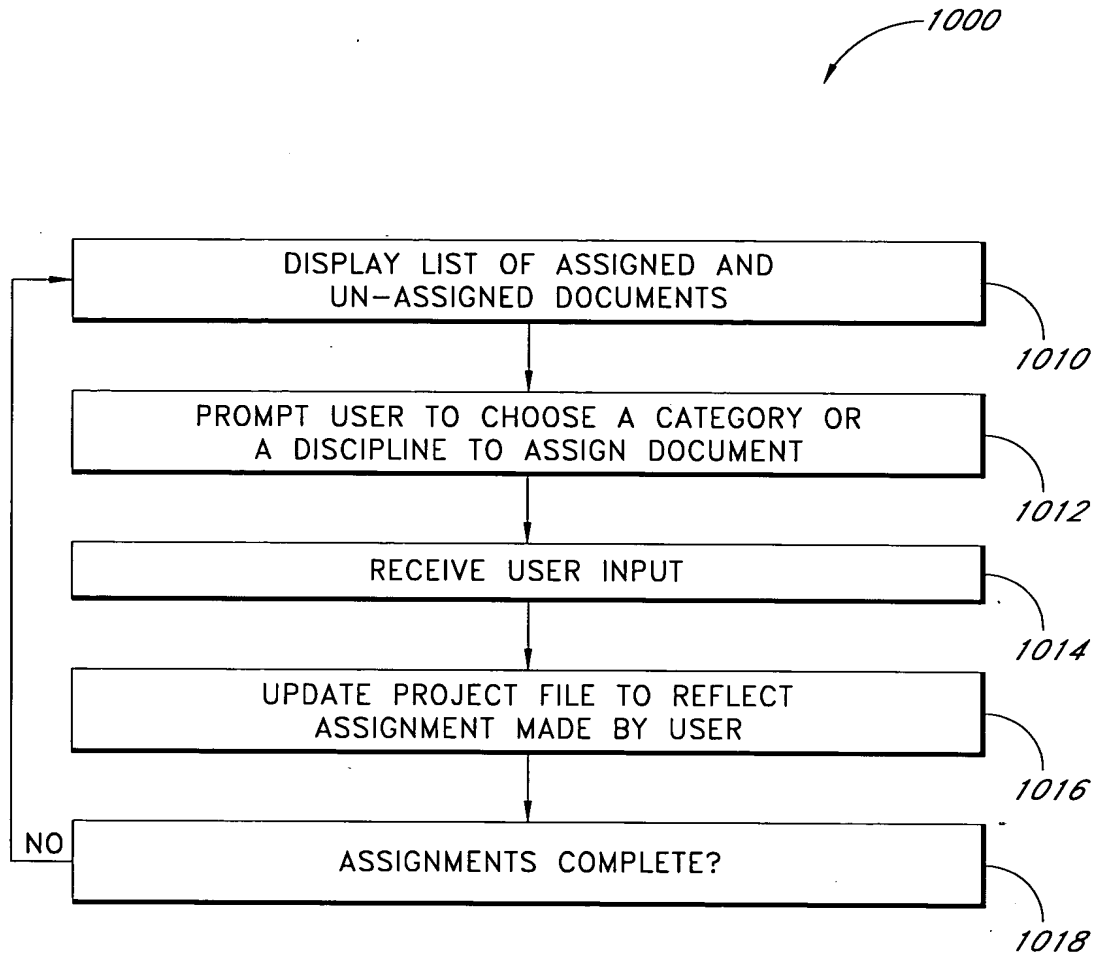 1000
DISPLAY LIST OF ASSIGNED AND
UN-ASSIGNED DOCUMENTS
1010
PROMPT USER TO CHOOSE A CATEGORY OR
A DISCIPLINE TO ASSIGN DOCUMENT
1012
RECEIVE USER INPUT
1014
UPDATE PROJECT FILE TO REFLECT
ASSIGNMENT MADE BY USER
1016
NO
ASSIGNMENTS COMPLETE?
1018